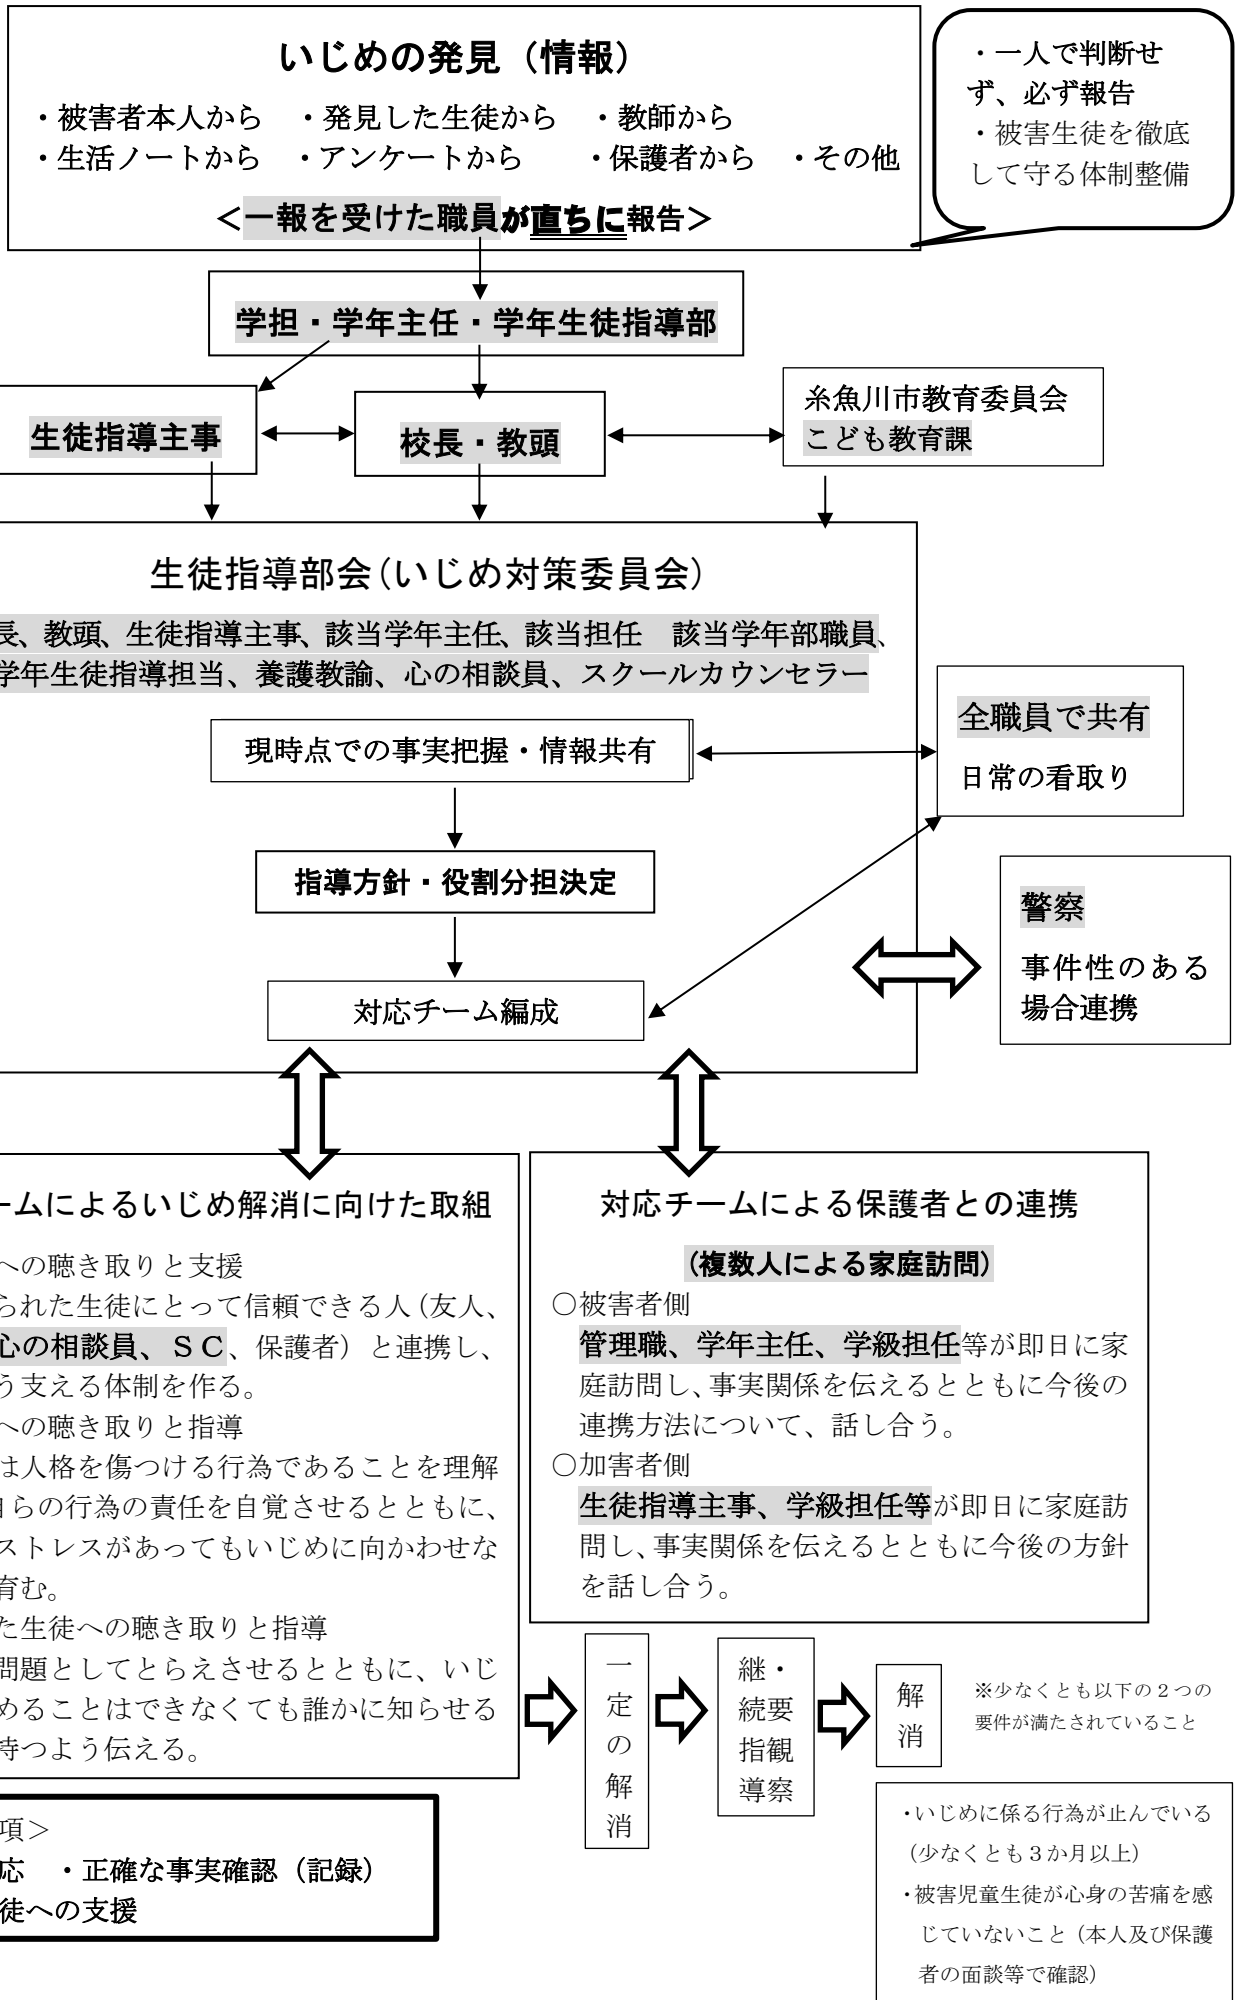 いじめの発見（情報）
・被害者本人から　・発見した生徒から　・教師から
・生活ノートから　・アンケートから　　・保護者から　・その他
＜一報を受けた職員が直ちに報告＞
・一人で判断せ
ず、必ず報告
・被害生徒を徹底
して守る体制整備
学担・学年主任・学年生徒指導部
生徒指導主事
校長・教頭
糸魚川市教育委員会
こども教育課
生徒指導部会(いじめ対策委員会)
長、教頭、生徒指導主事、該当学年主任、該当担任　該当学年部職員、
学年生徒指導担当、養護教諭、心の相談員、スクールカウンセラー
現時点での事実把握・情報共有
全職員で共有
日常の看取り
指導方針・役割分担決定
警察
事件性のある
場合連携
対応チーム編成
ームによるいじめ解消に向けた取組
への聴き取りと支援
られた生徒にとって信頼できる人(友人、
心の相談員、ＳＣ、保護者）と連携し、
う支える体制を作る。
への聴き取りと指導
は人格を傷つける行為であることを理解
自らの行為の責任を自覚させるとともに、
ストレスがあってもいじめに向かわせな
育む。
た生徒への聴き取りと指導
問題としてとらえさせるとともに、いじ
めることはできなくても誰かに知らせる
持つよう伝える。
対応チームによる保護者との連携
(複数人による家庭訪問)
○被害者側
管理職、学年主任、学級担任等が即日に家
庭訪問し、事実関係を伝えるとともに今後の
連携方法について、話し合う。
○加害者側
生徒指導主事、学級担任等が即日に家庭訪
問し、事実関係を伝えるとともに今後の方針
を話し合う。
一定の解消
継続指導
・要観察
解消
※少なくとも以下の２つの
要件が満たされていること
・いじめに係る行為が止んでいる
（少なくとも３か月以上）
・被害児童生徒が心身の苦痛を感
じていないこと（本人及び保護
者の面談等で確認）
項＞
応　・正確な事実確認（記録）
徒への支援